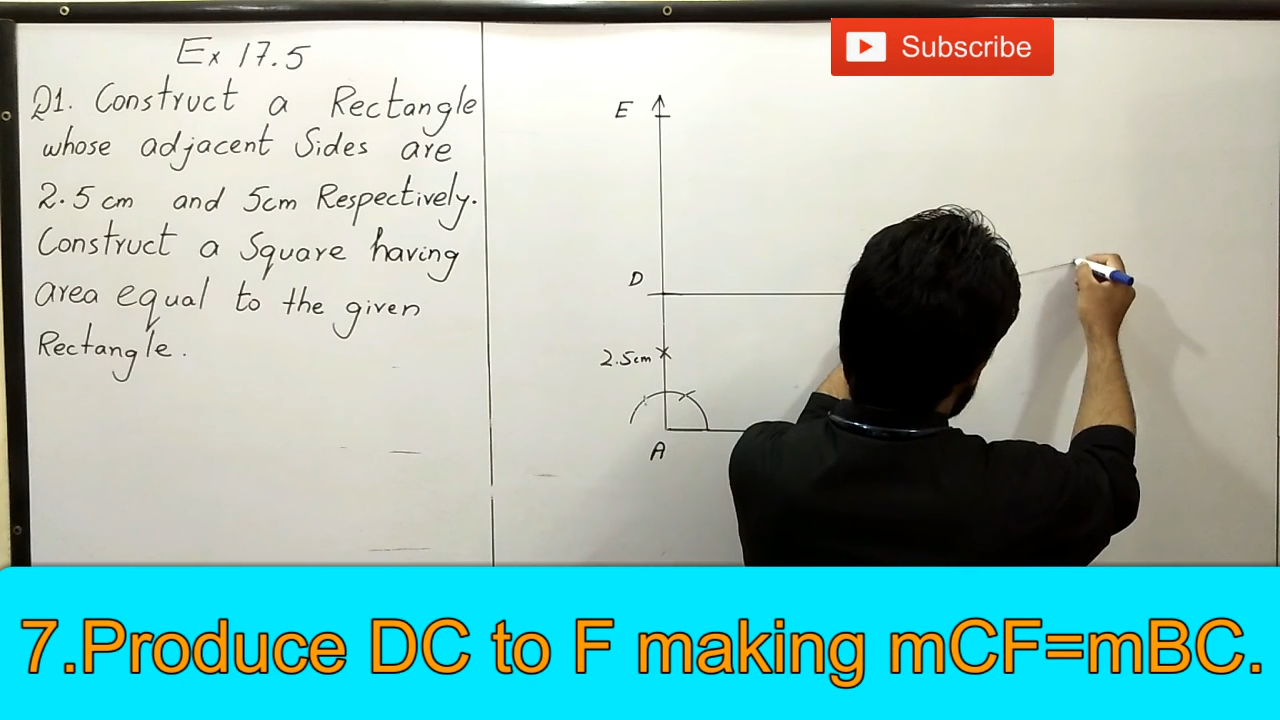 Ex 17.5
Q1. Construct a Rectangle
whose adjacent Sides are
2.5 cm and 5cm Respectively.
Construct a Square having
area equal to the given
Rectangle.
Subscribe
E
D
2.5cm
A
7.Produce DC to F making mCF=mBC.